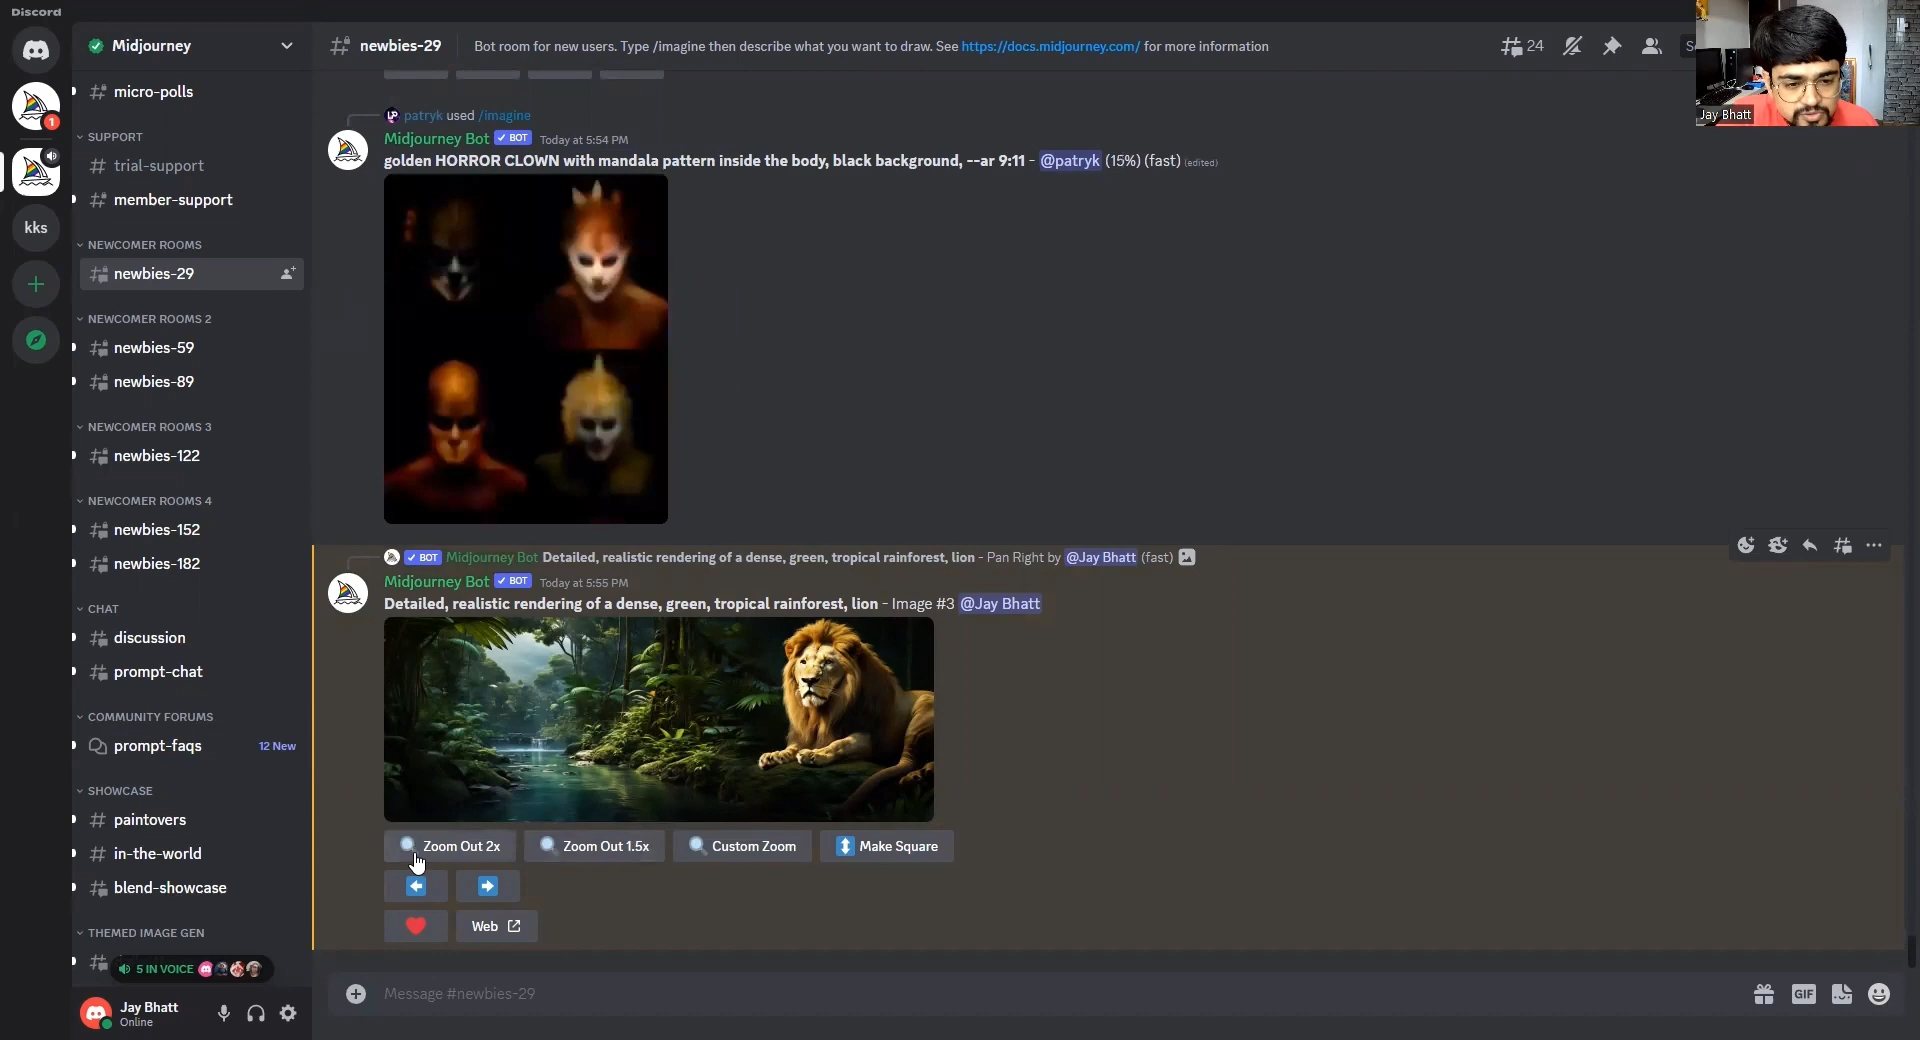 Discord
Midjourney
newbies-29
Bot room for new users. Type /imagine then describe what you want to draw. See https://docs.midjourney.com/ for more information
24
Jay Bhatt
1
kks
micro-polls
SUPPORT
trial-support
member-support
NEWCOMER ROOMS
newbies-29
NEWCOMER ROOMS 2
newbies-59
newbies-89
NEWCOMER ROOMS 3
newbies-122
NEWCOMER ROOMS 4
newbies-152
newbies-182
CHAT
discussion
prompt-chat
COMMUNITY FORUMS
prompt-faqs 12 New
SHOWCASE
paintovers
in-the-world
blend-showcase
THEMED IMAGE GEN
5 IN VOICE
Jay Bhatt
Online
patryk used /imagine
Midjourney Bot BOT Today at 5:54 PM
golden HORROR CLOWN with mandala pattern inside the body, black background, --ar 9:11 - @patryk (15%) (fast) (edited)
BOT Midjourney Bot Detailed, realistic rendering of a dense, green, tropical rainforest, lion - Pan Right by @Jay Bhatt (fast)
Midjourney Bot BOT Today at 5:55 PM
Detailed, realistic rendering of a dense, green, tropical rainforest, lion - Image #3 @Jay Bhatt
Zoom Out 2x Zoom Out 1.5x Custom Zoom Make Square
Web
Message #newbies-29
GIF